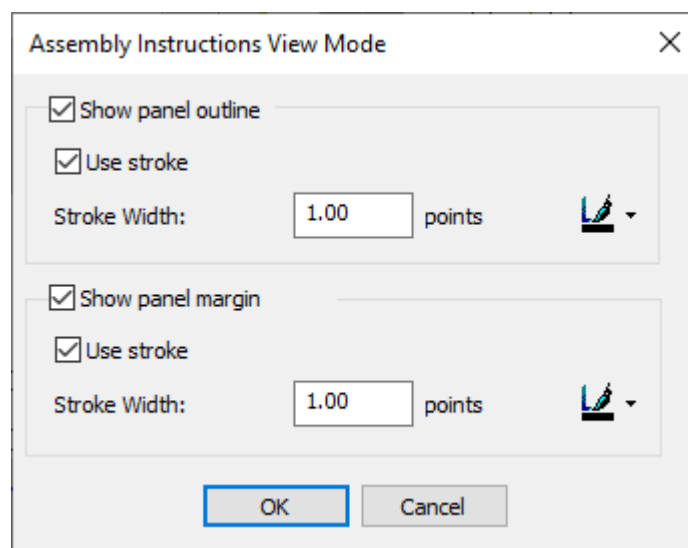 Assembly Instructions View Mode
Show panel outline
Use stroke
Stroke Width: 1.00 points
Show panel margin
Use stroke
Stroke Width: 1.00 points
OK Cancel